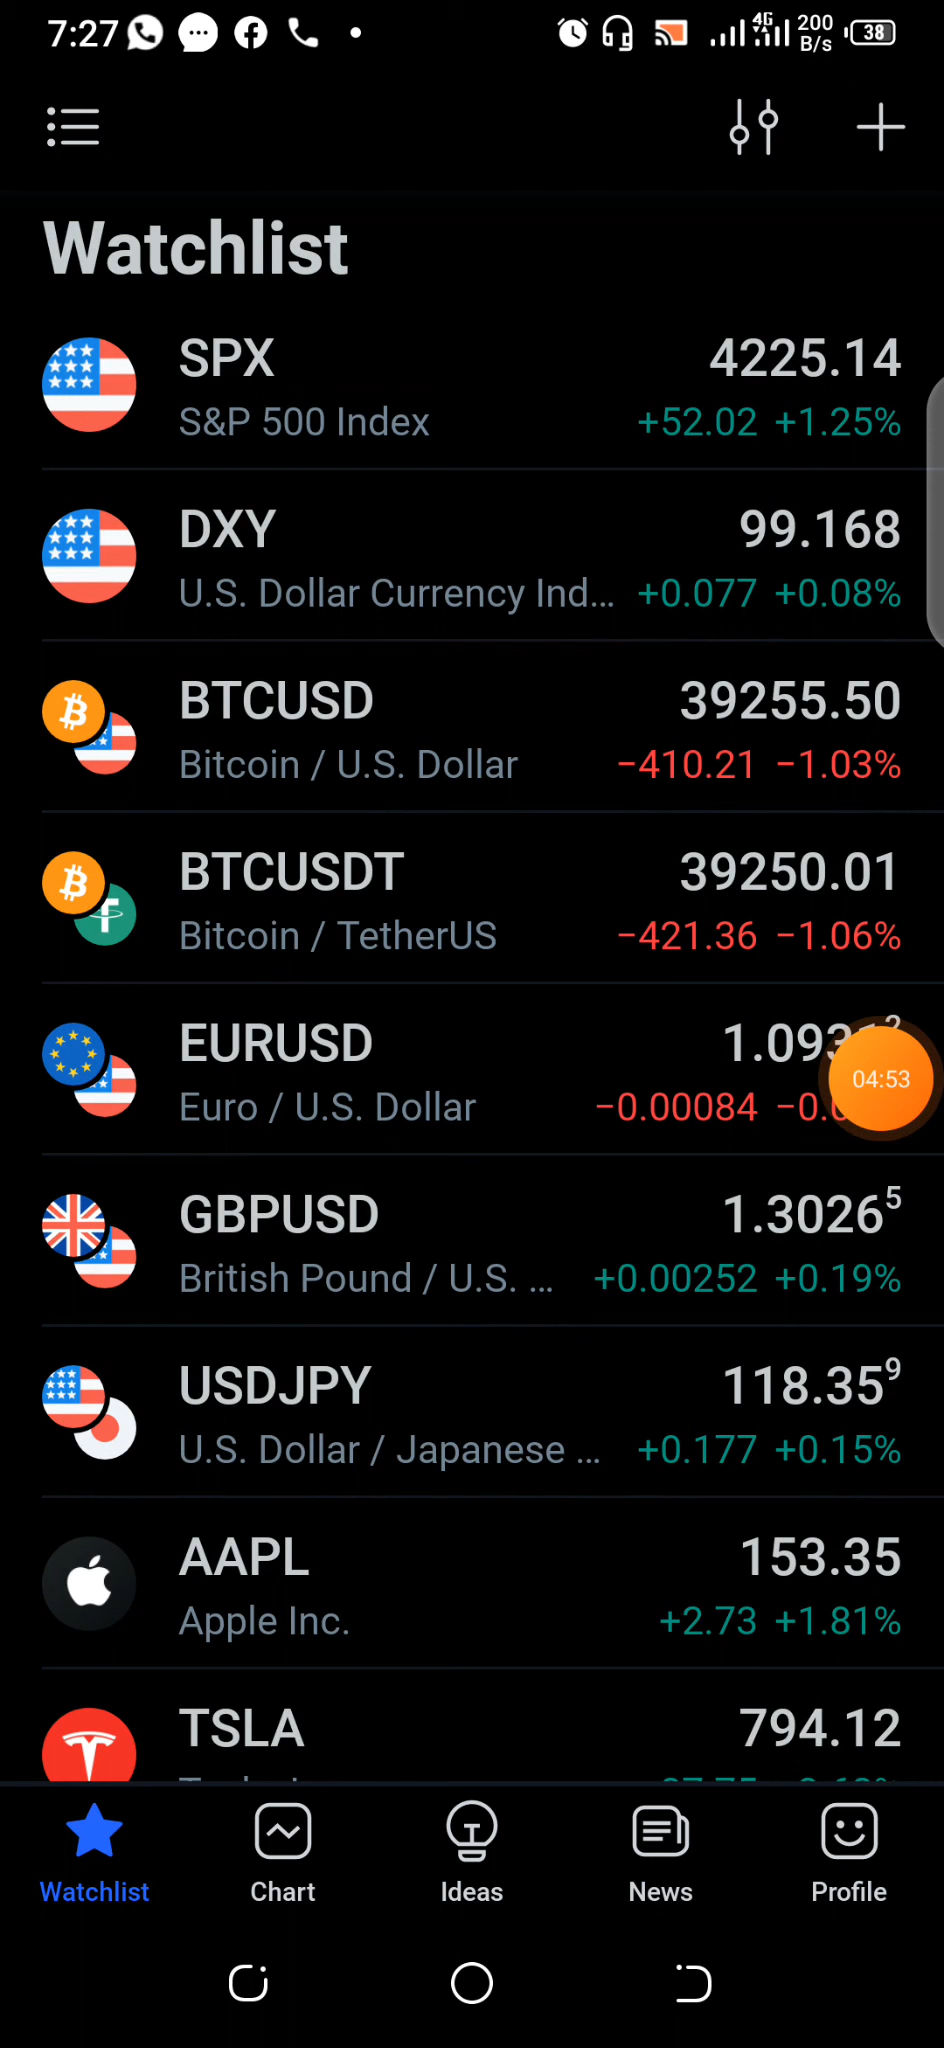 7:27 200 B/s 38
4G
Watchlist
SPX 4225.14
S&P 500 Index +52.02 +1.25%
DXY 99.168
U.S. Dollar Currency Ind... +0.077 +0.08%
BTCUSD 39255.50
Bitcoin / U.S. Dollar −410.21 −1.03%
BTCUSDT 39250.01
Bitcoin / TetherUS −421.36 −1.06%
EURUSD
04:53
Euro / U.S. Dollar −0.00084
GBPUSD 1.30265
British Pound / U.S. ... +0.00252 +0.19%
USDJPY 118.359
U.S. Dollar / Japanese ... +0.177 +0.15%
AAPL 153.35
Apple Inc. +2.73 +1.81%
TSLA 794.12
Watchlist Chart Ideas News Profile